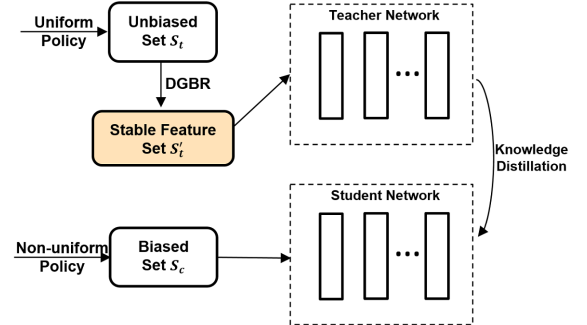 Uniform
Policy
Unbiased
Set S_t
DGBR
Stable Feature
Set S'_t
Teacher Network
...
Knowledge
Distillation
Non-uniform
Policy
Biased
Set S_c
Student Network
...